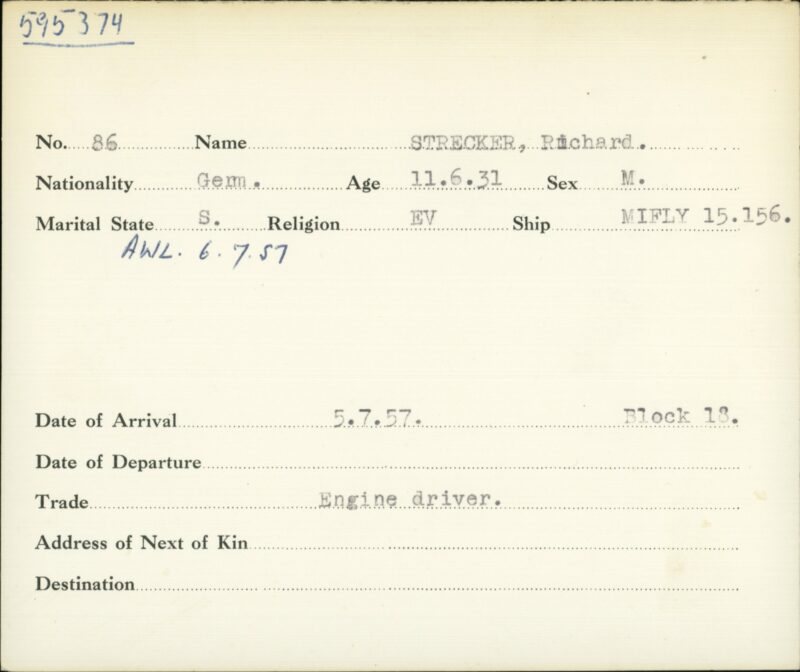 595374
No. 86 Name STRECKER, Richard.
Nationality Germ. Age 11.6.31 Sex M.
Marital State S. Religion EV Ship MIFLY 15.156.
AWL. 6.7.57
Date of Arrival 5.7.57. Block 18.
Date of Departure
Trade Engine driver.
Address of Next of Kin
Destination